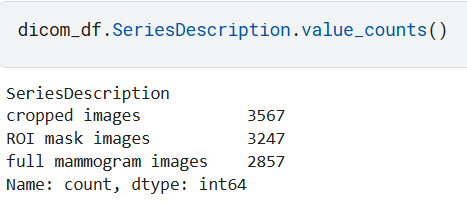 dicom_df.SeriesDescription.value_counts()
SeriesDescription
cropped images 3567
ROI mask images 3247
full mammogram images 2857
Name: count, dtype: int64